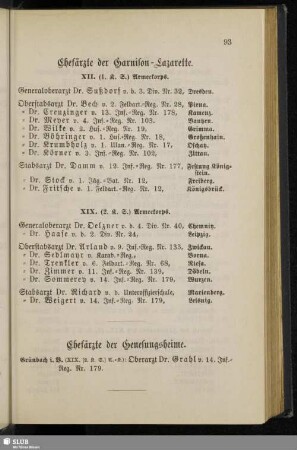 93
Chefärzte der Garnison-Lazarette.
XII. (1. K. S.) Armeekorps.
Generaloberarzt Dr. Sußdorf v. d. 3. Div. Nr. 32, Dresden.
Oberstabsarzt Dr. Bech v. 2. Feldart.-Reg. Nr. 28, Pirna.
„ Dr. Creuzinger v. 13. Inf.-Reg. Nr. 178, Kamenz.
„ Dr. Meyer v. 4. Inf.-Reg. Nr. 103, Bautzen.
„ Dr. Wilke v. 2. Hus.-Reg. Nr. 19, Grimma.
„ Dr. Böhringer v. 1. Hus.-Reg. Nr. 18, Großenhain.
„ Dr. Krumbholz v. 1. Ulan.-Reg. Nr. 17, Oschatz.
„ Dr. Körner v. 3. Inf.-Reg. Nr. 102, Zittau.
Stabsarzt Dr. Damm v. 12. Inf.-Reg. Nr. 177, Festung Königstein.
„ Dr. Stock v. 1. Jäg.-Bat. Nr. 12, Freiberg.
„ Dr. Fritsche v. 1. Feldart.-Reg. Nr. 12, Königsbrück.
XIX. (2. K. S.) Armeekorps.
Generaloberarzt Dr. Oelzner v. d. 4. Div. Nr. 40, Chemnitz.
„ Dr. Haase v. d. 2. Div. Nr. 24, Leipzig.
Oberstabsarzt Dr. Arland v. 9. Inf.-Reg. Nr. 133, Zwickau.
„ Dr. Sedlmayr v. Karab.-Reg., Borna.
„ Dr. Trenkler v. 6. Feldart.-Reg. Nr. 68, Riesa.
„ Dr. Zimmer v. 11. Inf.-Reg. Nr. 139, Döbeln.
„ Dr. Sommerey v. 14. Inf.-Reg. Nr. 179, Wurzen.
Stabsarzt Dr. Richard v. d. Unteroffizierschule, Marienberg.
„ Dr. Weigert v. 14. Inf.-Reg. Nr. 179, Leisnig.
Chefärzte der Genesungsheime.
Grünbach i. V. (XIX. Oberarzt Dr. Grahl v. 14. Inf.-
Reg. Nr. 179.
SLUB